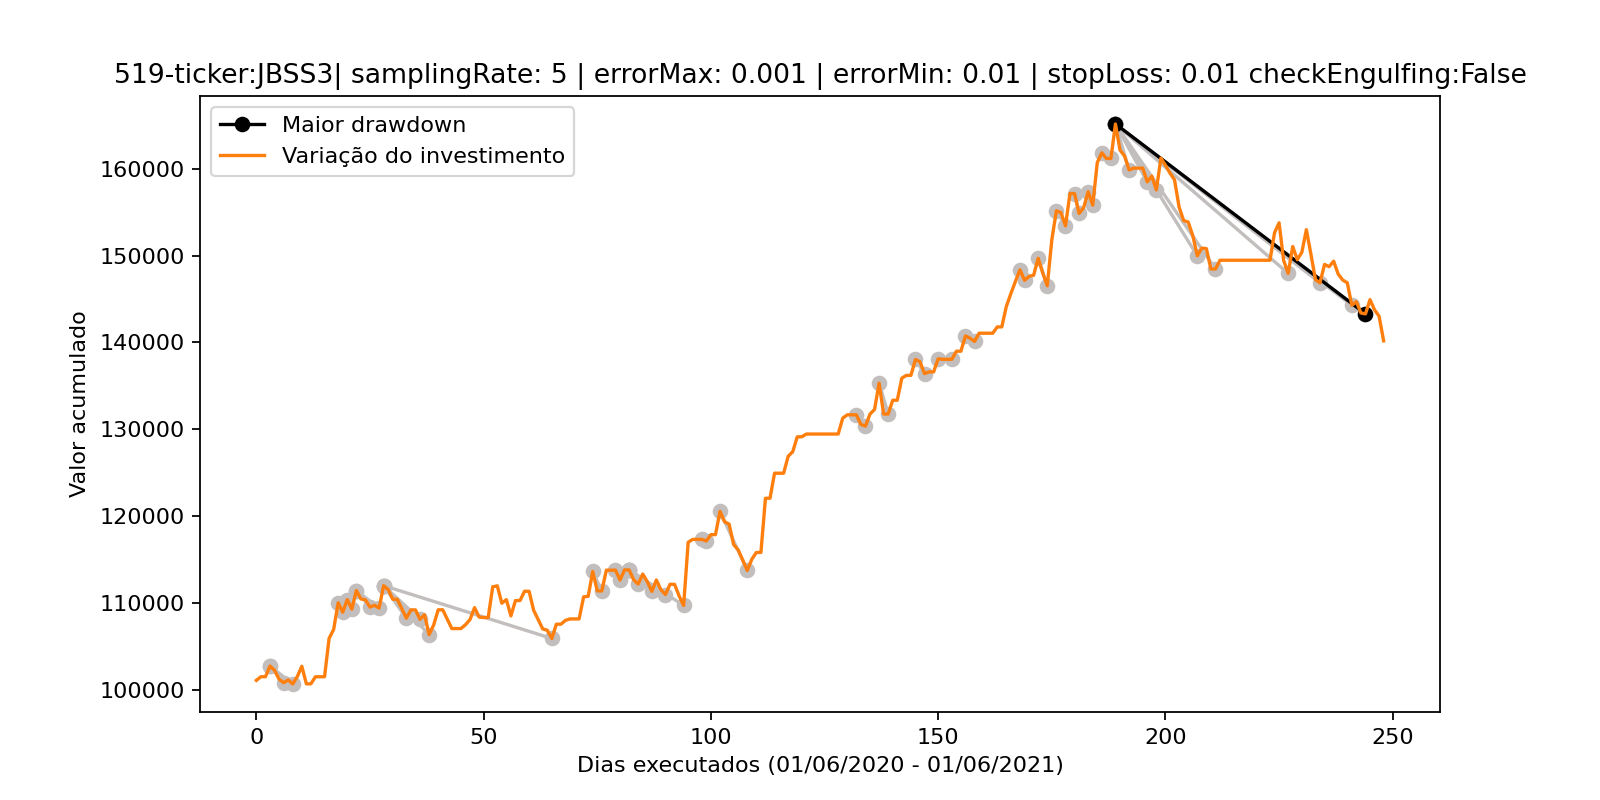 519-ticker:JBSS3| samplingRate: 5 | errorMax: 0.001 | errorMin: 0.01 | stopLoss: 0.01 checkEngulfing:False
Maior drawdown
Variação do investimento
160000
150000
140000
130000
120000
110000
100000
Valor acumulado
0 50 100 150 200 250
Dias executados (01/06/2020 - 01/06/2021)